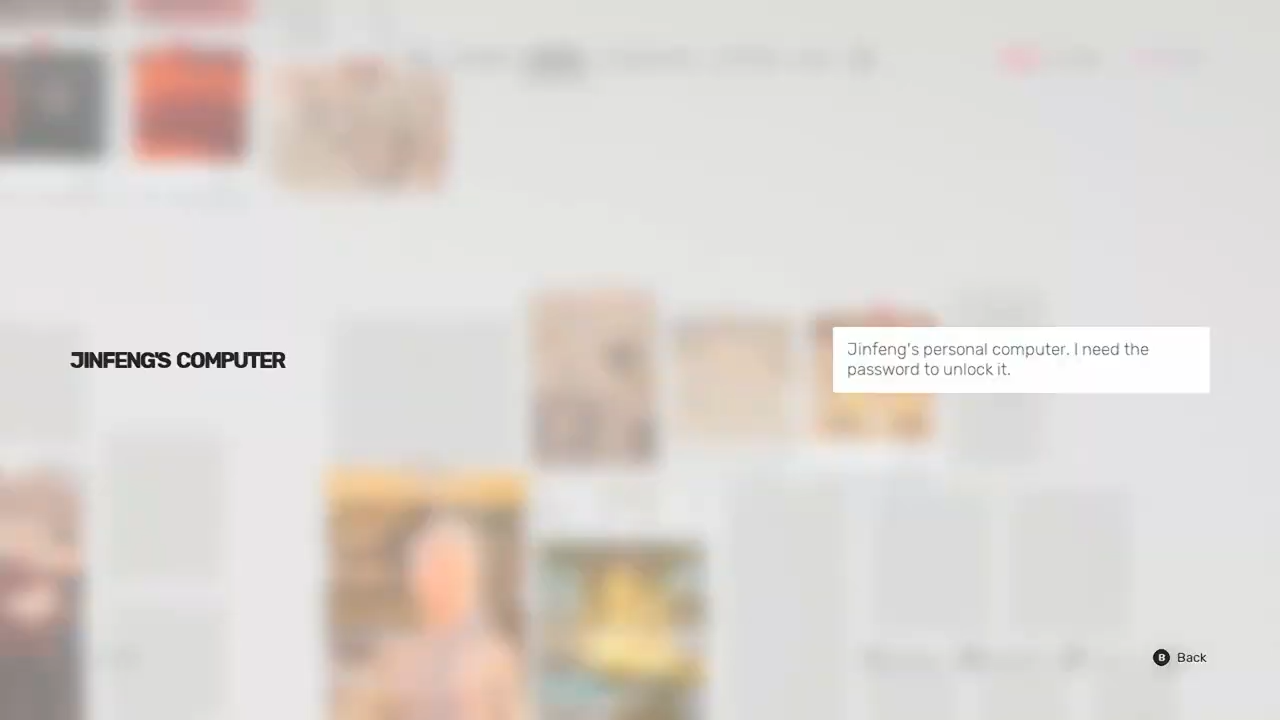 JINFENG'S COMPUTER
Jinfeng's personal computer. I need the
password to unlock it.
B Back